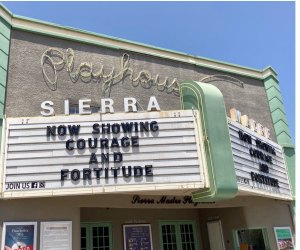 Playhouse
SIERRA
NOW SHOWING
COURAGE
AND
FORTITUDE
JOIN US
Sierra Madre Playhouse